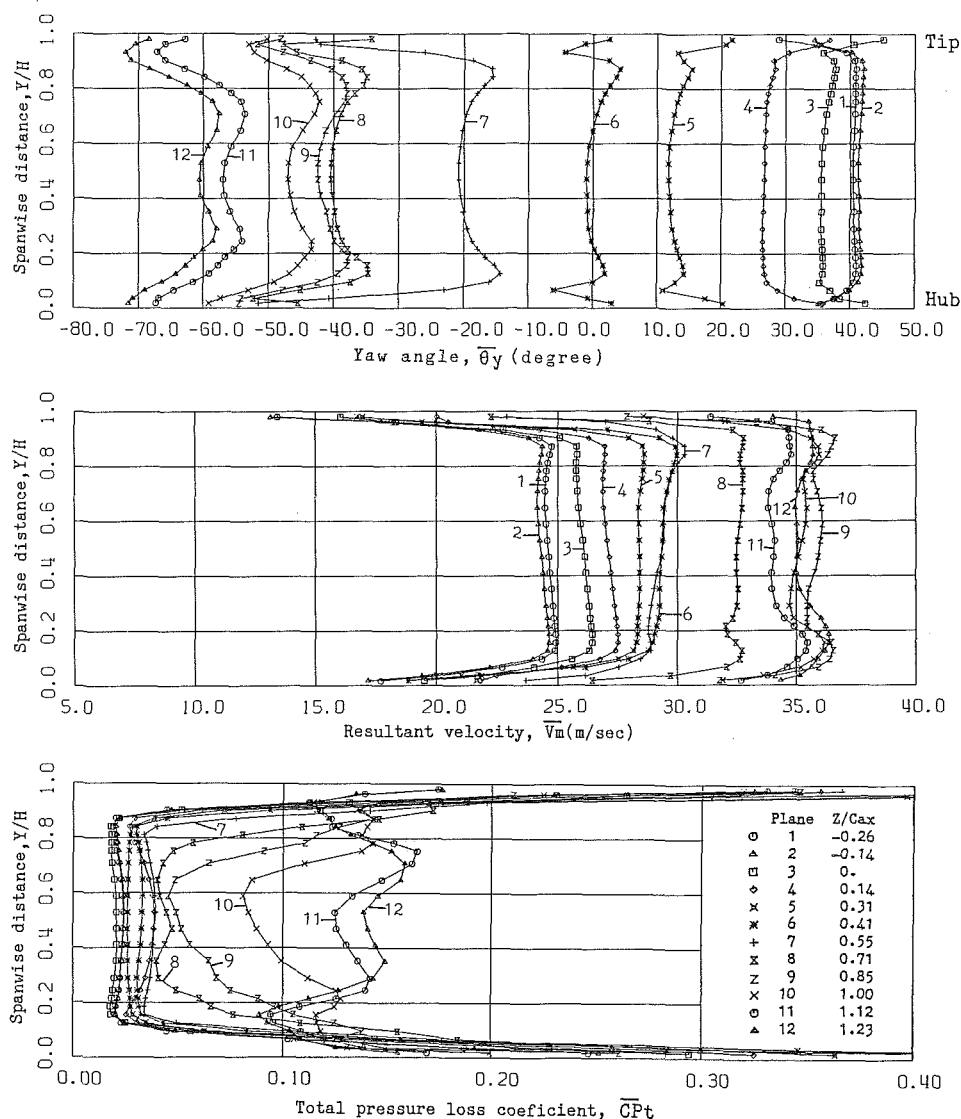 1.0
0.8
0.6
0.4
0.2
0.0
Spanwise distance,Y/H
Tip
Hub
12 11 10 9 8 7 6 5 4 3 1 2
-80.0 -70.0 -60.0 -50.0 -40.0 -30.0 -20.0 -10.0 0.0 10.0 20.0 30.0 40.0 50.0
Yaw angle, θy (degree)
1.0
0.8
0.6
0.4
0.2
0.0
Spanwise distance,Y/H
1 2 3 4 5 6 7 8 11 12 10 9
5.0 10.0 15.0 20.0 25.0 30.0 35.0 40.0
Resultant velocity, Vm(m/sec)
1.0
0.8
0.6
0.4
0.2
0.0
Spanwise distance,Y/H
7 8 9 10 11 12
Plane Z/Cax
1 -0.26
2 -0.14
3 0.
4 0.14
5 0.31
6 0.41
7 0.55
8 0.71
9 0.85
10 1.00
11 1.12
12 1.23
0.00 0.10 0.20 0.30 0.40
Total pressure loss coeficient, CPt